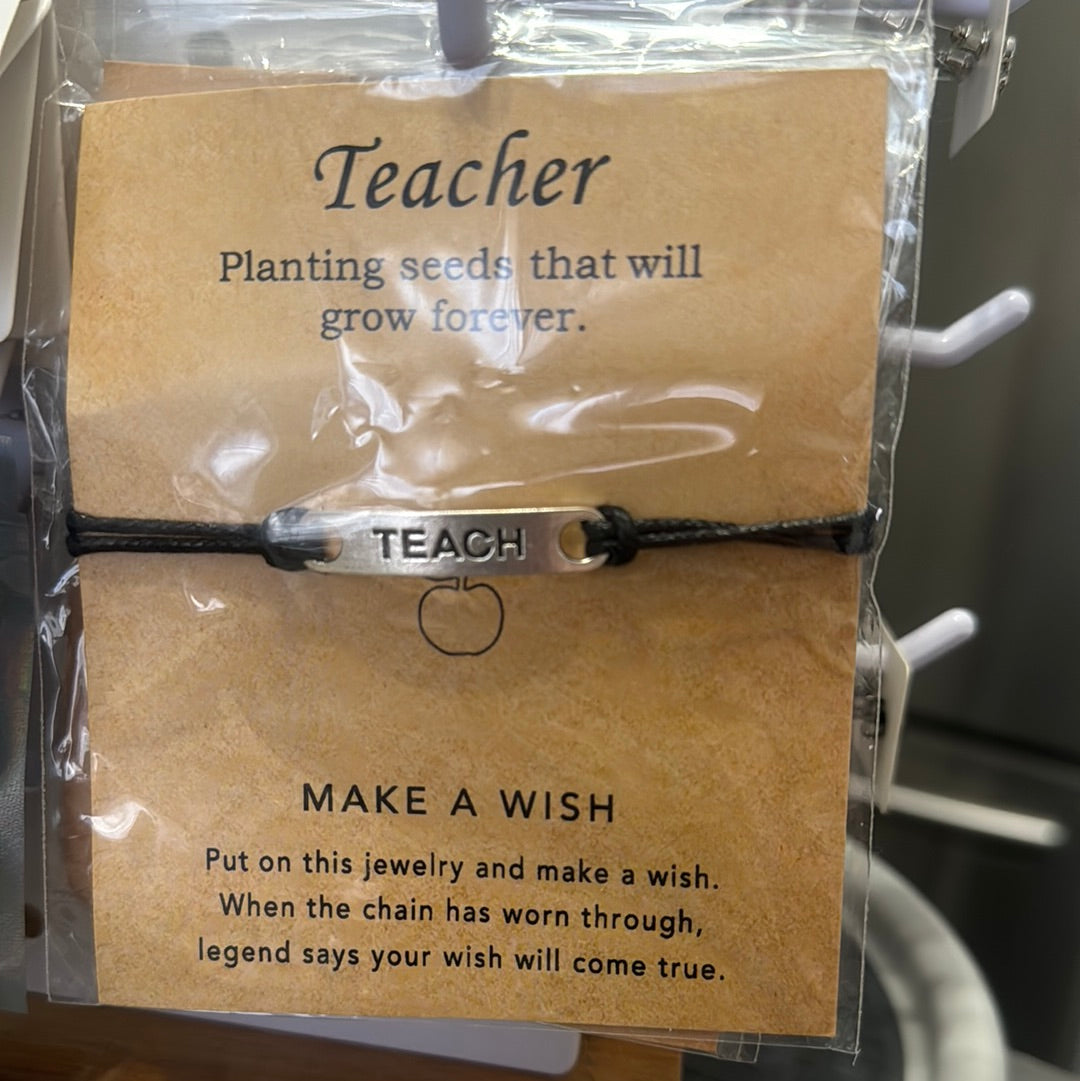 Teacher
Planting seeds that will
grow forever.
TEACH
MAKE A WISH
Put on this jewelry and make a wish.
When the chain has worn through,
legend says your wish will come true.